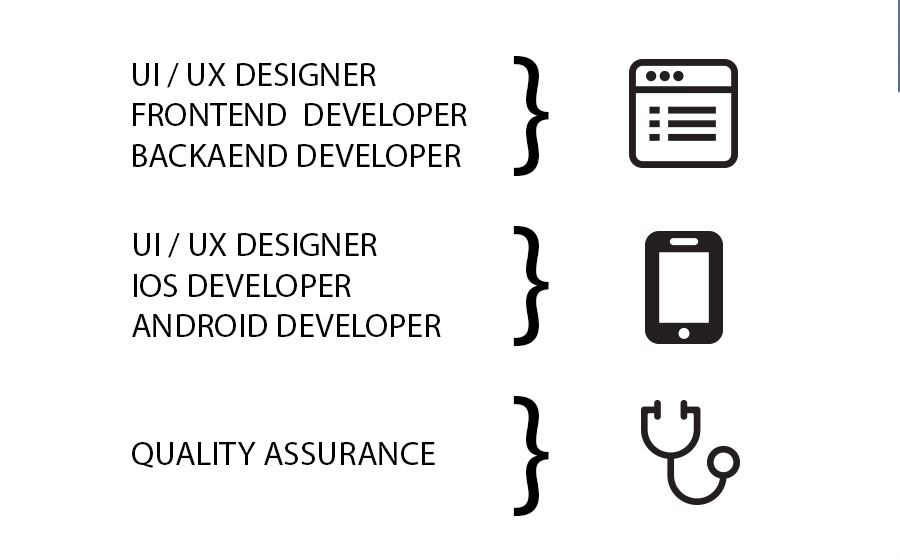 UI / UX DESIGNER
FRONTEND DEVELOPER
BACKAEND DEVELOPER
UI / UX DESIGNER
IOS DEVELOPER
ANDROID DEVELOPER
QUALITY ASSURANCE